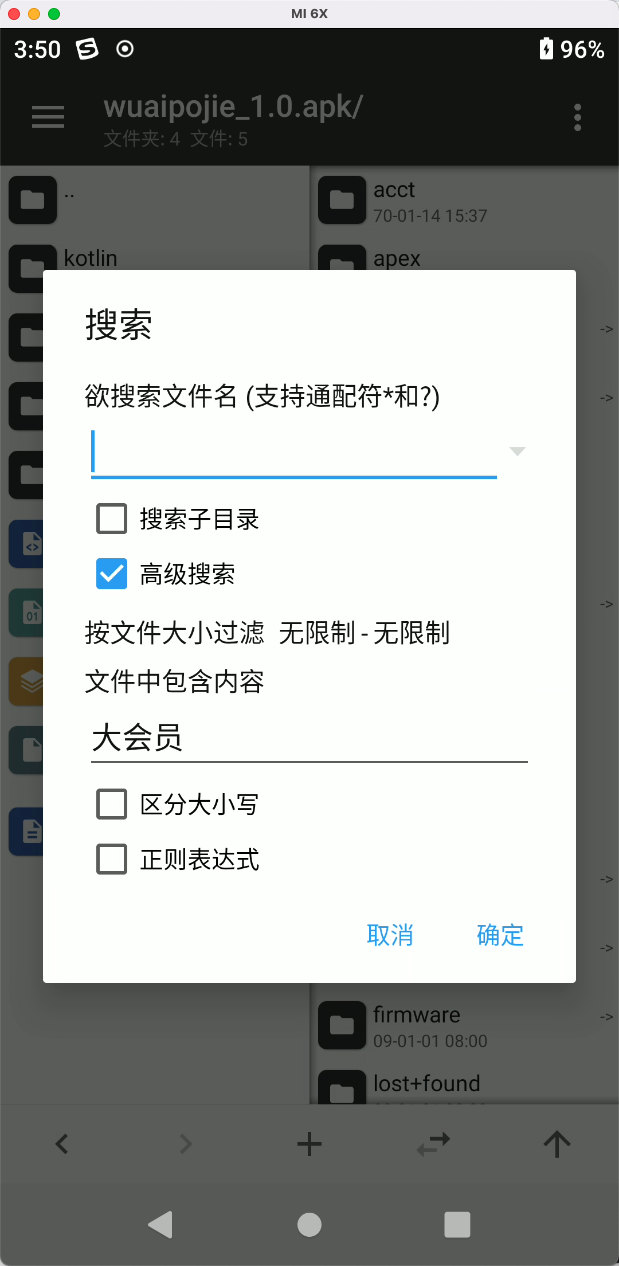 MI 6X
3:50
96%
wuaipojie_1.0.apk/
文件夹: 4 文件: 5
..
acct
70-01-14 15:37
kotlin
apex
->
->
搜索
欲搜索文件名 (支持通配符*和?)
搜索子目录
高级搜索
->
按文件大小过滤 无限制 - 无限制
文件中包含内容
大会员
区分大小写
正则表达式
->
取消 确定
->
firmware
->
09-01-01 08:00
lost+found